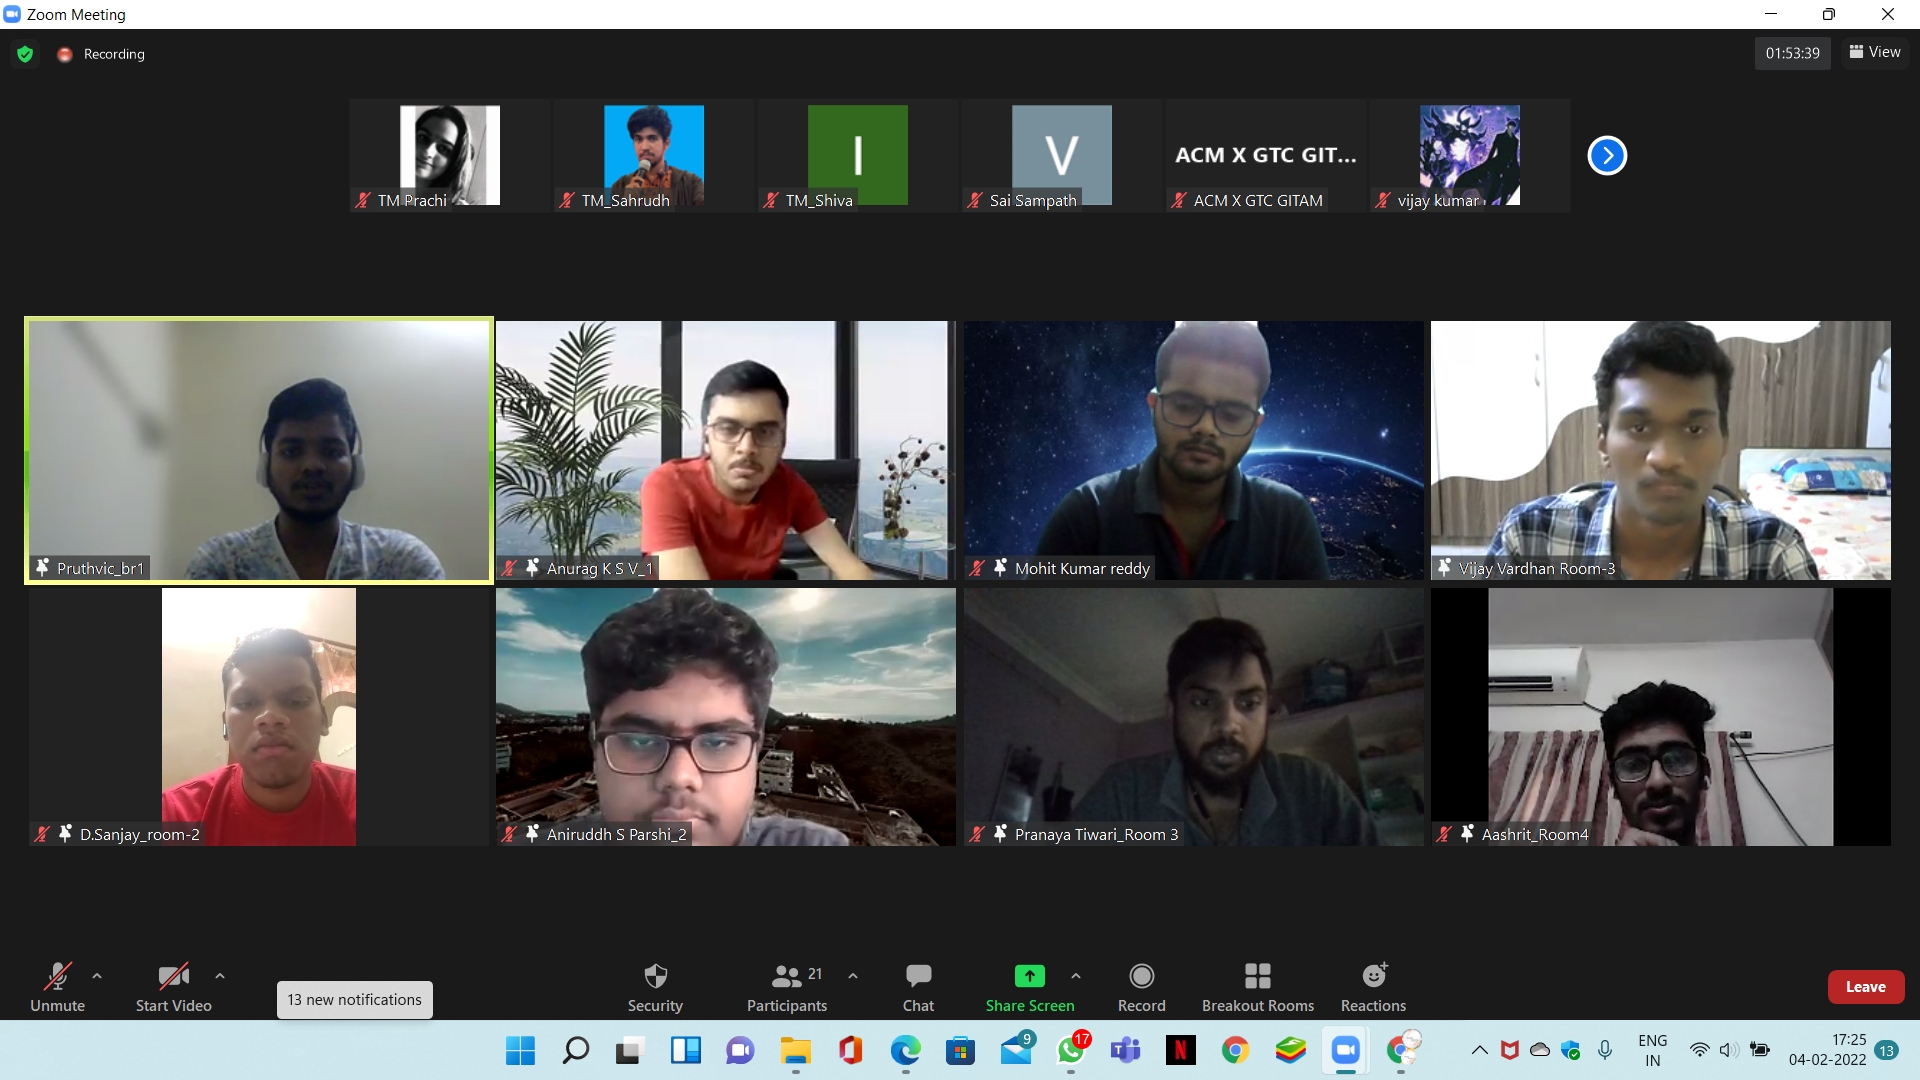 Zoom Meeting
Recording
01:53:39
View
I
V
ACM X GTC GIT...
TM Prachi
TM_Sahrudh
TM_Shiva
Sai Sampath
ACM X GTC GITAM
vijay kumar
Pruthvic_br1
Anurag K S V_1
Mohit Kumar reddy
Vijay Vardhan Room-3
D.Sanjay_room-2
Aniruddh S Parshi_2
Pranaya Tiwari_Room 3
Aashrit_Room4
21
Unmute
Start Video
13 new notifications
Security
Participants
Chat
Share Screen
Record
Breakout Rooms
Reactions
Leave
9
17
T
N
ENG
IN
17:25
04-02-2022
13